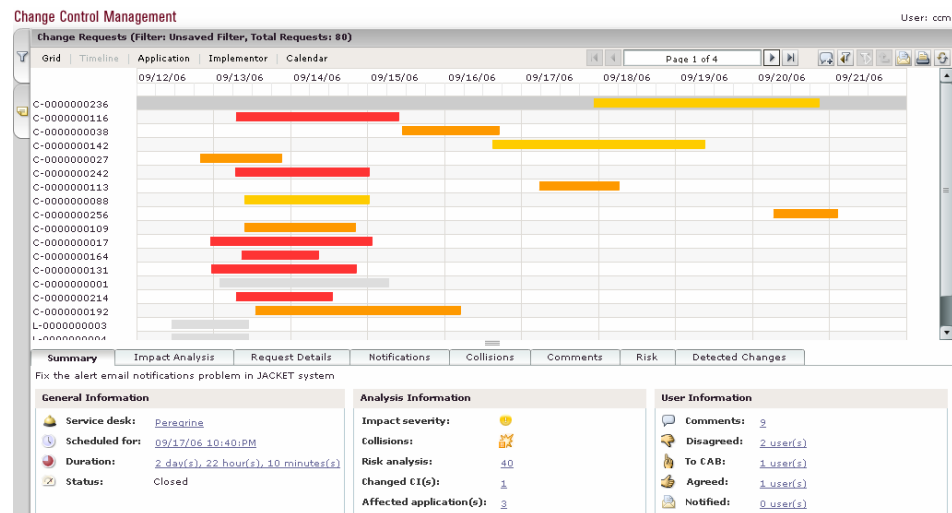 Change Control Management
User: ccm
Change Requests (Filter: Unsaved Filter, Total Requests: 80)
Grid | Timeline | Application | Implementor | Calendar
Page 1 of 4
09/12/06 09/13/06 09/14/06 09/15/06 09/16/06 09/17/06 09/18/06 09/19/06 09/20/06 09/21/06
C-0000000236
C-0000000116
C-0000000038
C-0000000142
C-0000000027
C-0000000242
C-0000000113
C-0000000088
C-0000000256
C-0000000109
C-0000000017
C-0000000164
C-0000000131
C-0000000001
C-0000000214
C-0000000192
L-0000000003
L-0000000004
Summary Impact Analysis Request Details Notifications Collisions Comments Risk Detected Changes
Fix the alert email notifications problem in JACKET system
General Information
Service desk: Peregrine
Scheduled for: 09/17/06 10:40:PM
Duration: 2 day(s), 22 hour(s), 10 minutes(s)
Status: Closed
Analysis Information
Impact severity:
Collisions:
Risk analysis: 40
Changed CI(s): 1
Affected application(s): 3
User Information
Comments: 9
Disagreed: 2 user(s)
To CAB: 1 user(s)
Agreed: 1 user(s)
Notified: 0 user(s)